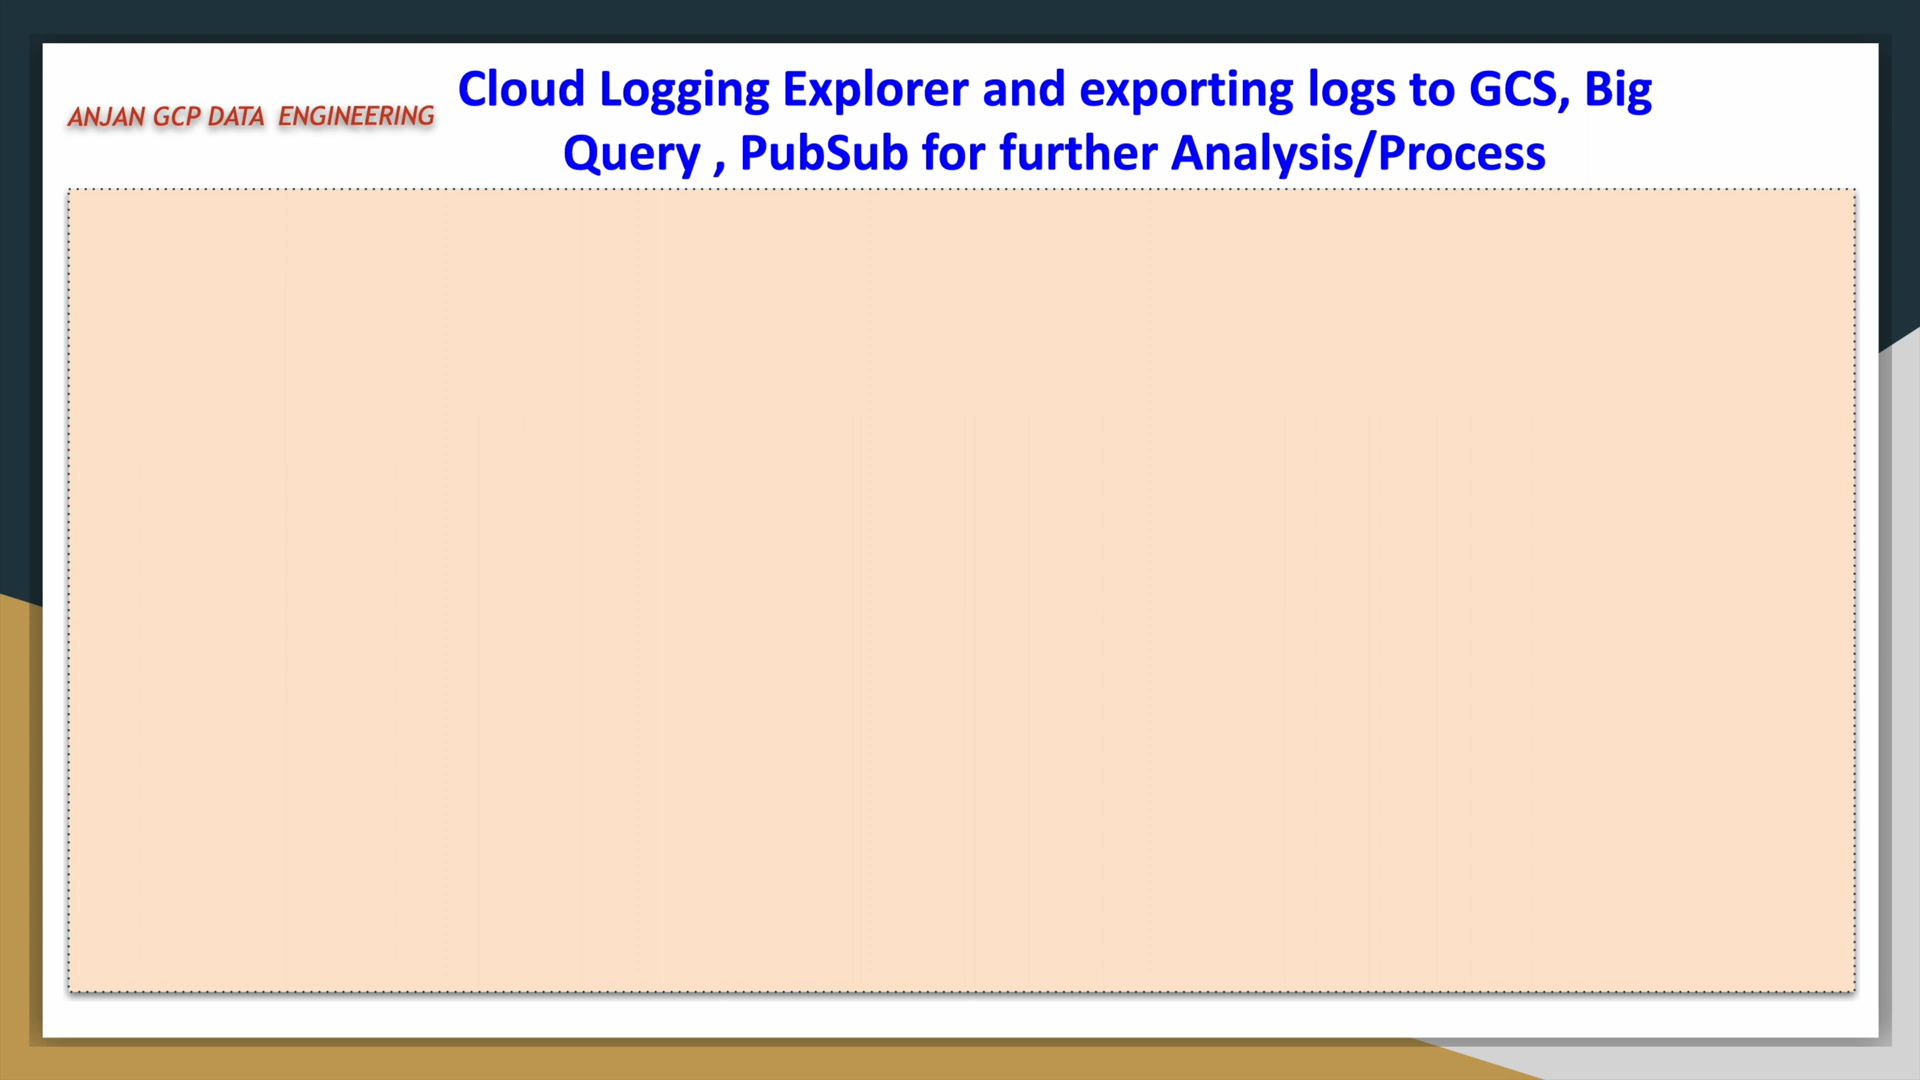 ANJAN GCP DATA ENGINEERING
Cloud Logging Explorer and exporting logs to GCS, Big
Query , PubSub for further Analysis/Process